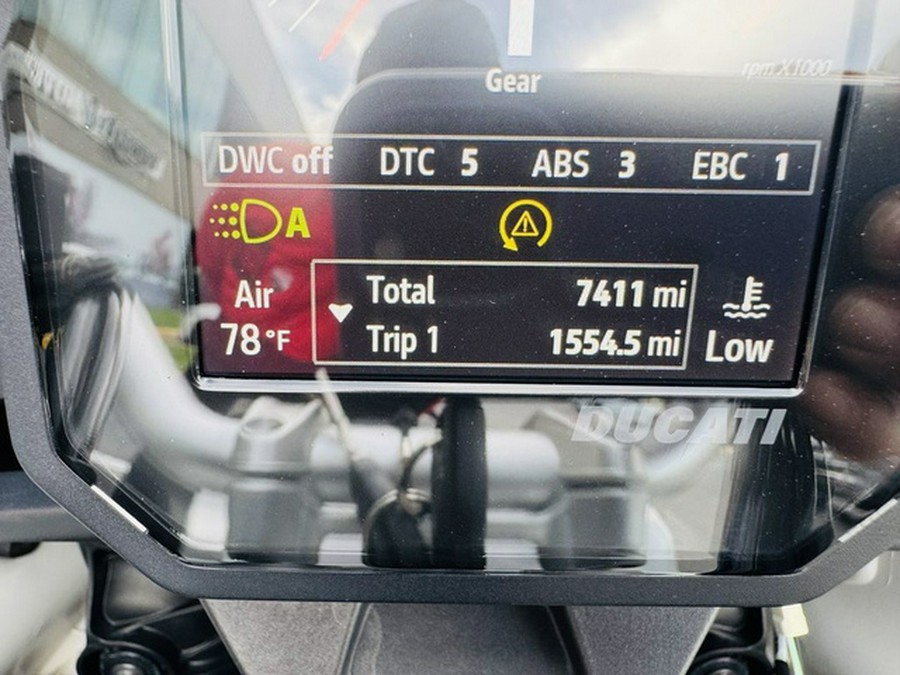 Gear
rpm X1000
DWC off DTC 5 ABS 3 EBC 1
A
Air
78 °F
Total 7411 mi
Trip 1 1554.5 mi
Low
DUCATI